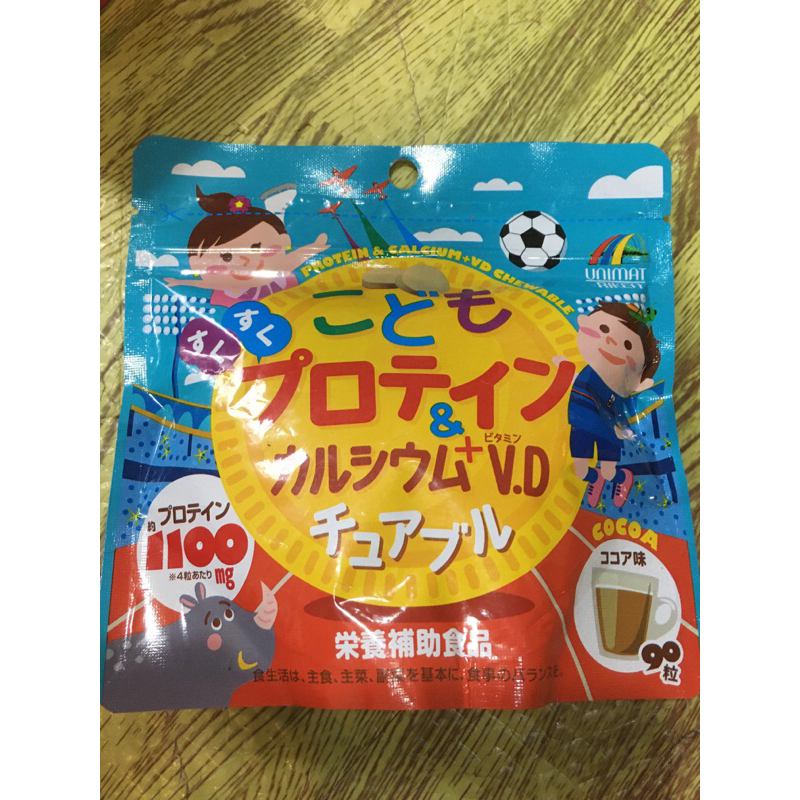 PROTEIN & CALCIUM+VD CHEWABLE
UNIMAT
RIKEN
すくすく
こども
プロテイン
&
カルシウム+V.D
ビタミン
チュアブル
プロテイン
約1100mg
※4粒あたり
COCOA
ココア味
90粒
栄養補助食品
食生活は、主食、主菜、副菜を基本に、食事のバランスを。